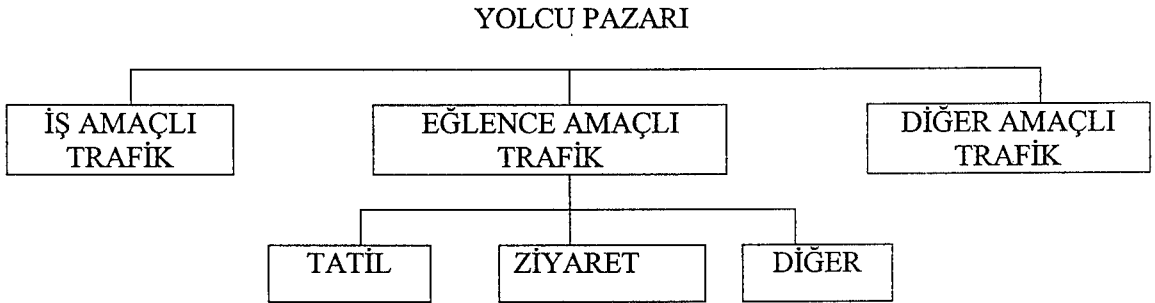 YOLCU PAZARI
İŞ AMAÇLI
TRAFİK
EĞLENCE AMAÇLI
TRAFİK
DİĞER AMAÇLI
TRAFİK
TATİL
ZİYARET
DİĞER